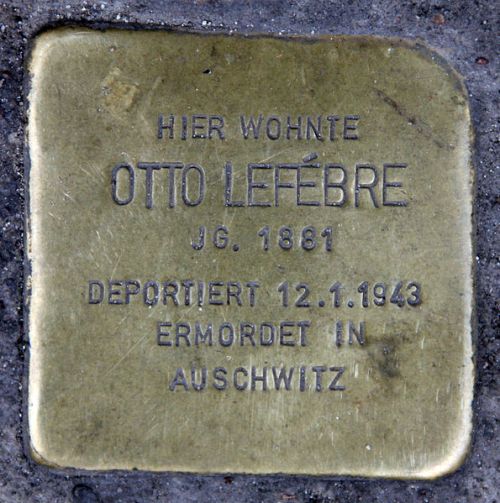 HIER WOHNTE
OTTO LEFÉBRE
JG. 1881
DEPORTIERT 12.1.1943
ERMORDET IN
AUSCHWITZ